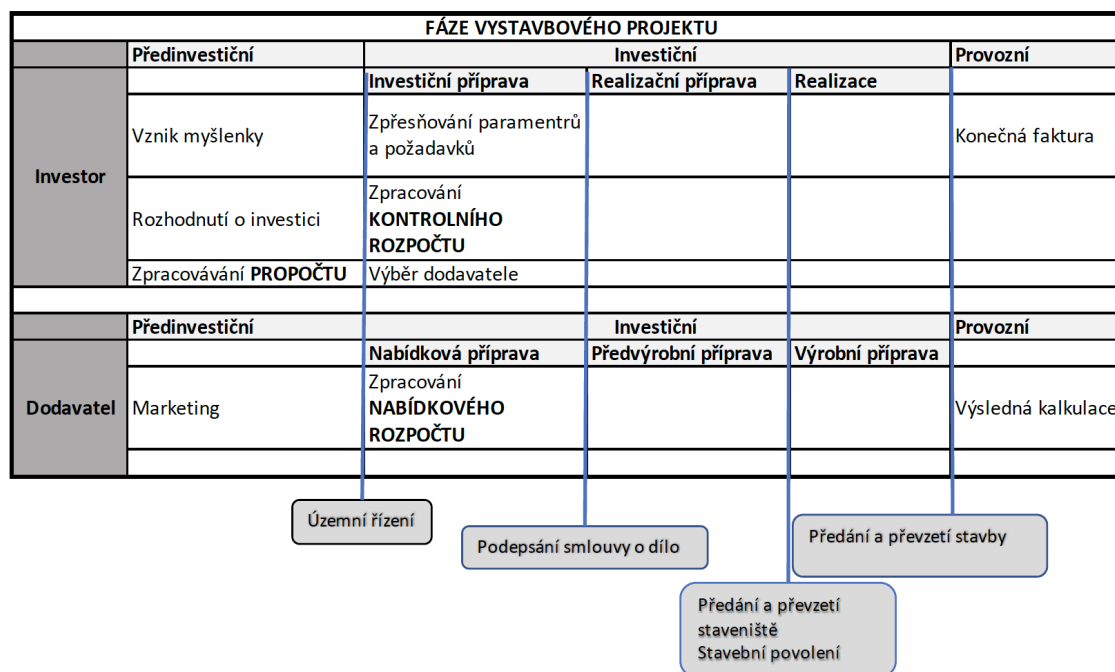 FÁZE VYSTAVBOVÉHO PROJEKTU
Předinvestiční Investiční Provozní
Investiční příprava Realizační příprava Realizace
Investor
Vznik myšlenky
Zpřesňování paramentrů
a požadavků
Konečná faktura
Rozhodnutí o investici
Zpracování
KONTROLNÍHO
ROZPOČTU
Zpracovávání PROPOČTU Výběr dodavatele
Předinvestiční Investiční Provozní
Nabídková příprava Předvýrobní příprava Výrobní příprava
Dodavatel
Marketing
Zpracování
NABÍDKOVÉHO
ROZPOČTU
Výsledná kalkulace
Územní řízení
Podepsání smlouvy o dílo
Předání a převzetí stavby
Předání a převzetí
staveniště
Stavební povolení